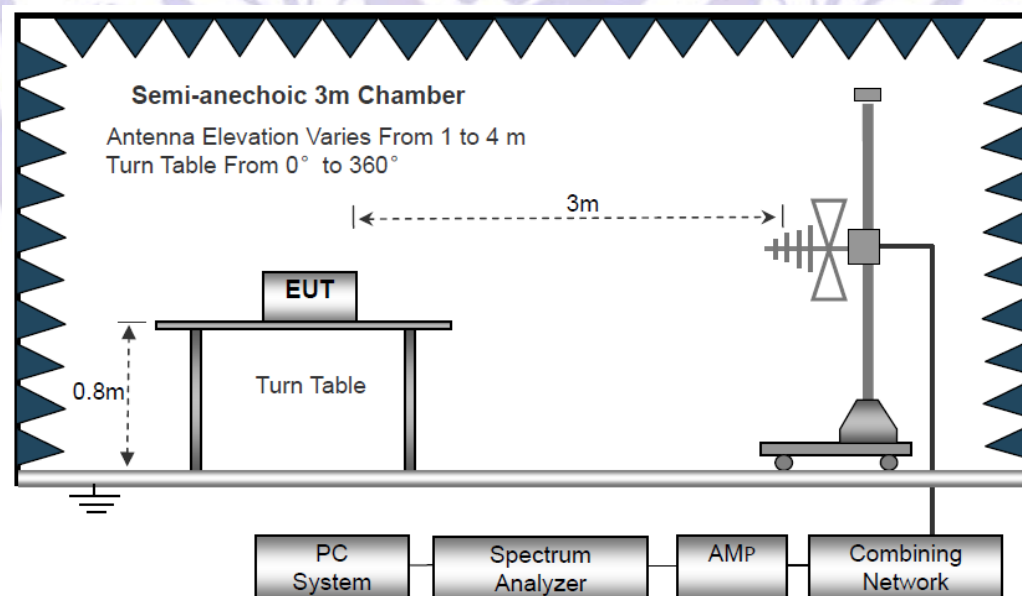 Semi-anechoic 3m Chamber
Antenna Elevation Varies From 1 to 4 m
Turn Table From 0° to 360°
3m
EUT
0.8m
Turn Table
PC
System
Spectrum
Analyzer
AMP
Combining
Network